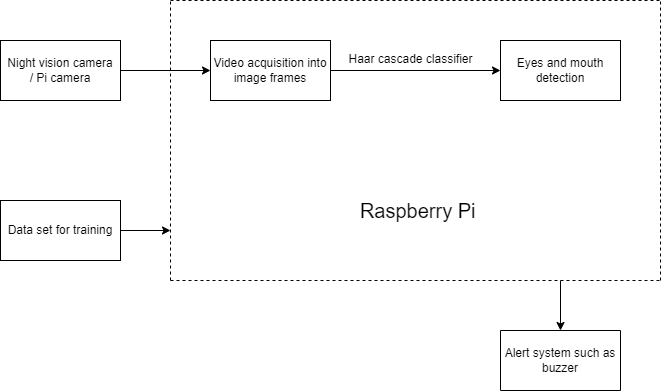 Night vision camera
/ Pi camera
Video acquisition into
image frames
Haar cascade classifier
Eyes and mouth
detection
Data set for training
Raspberry Pi
Alert system such as
buzzer